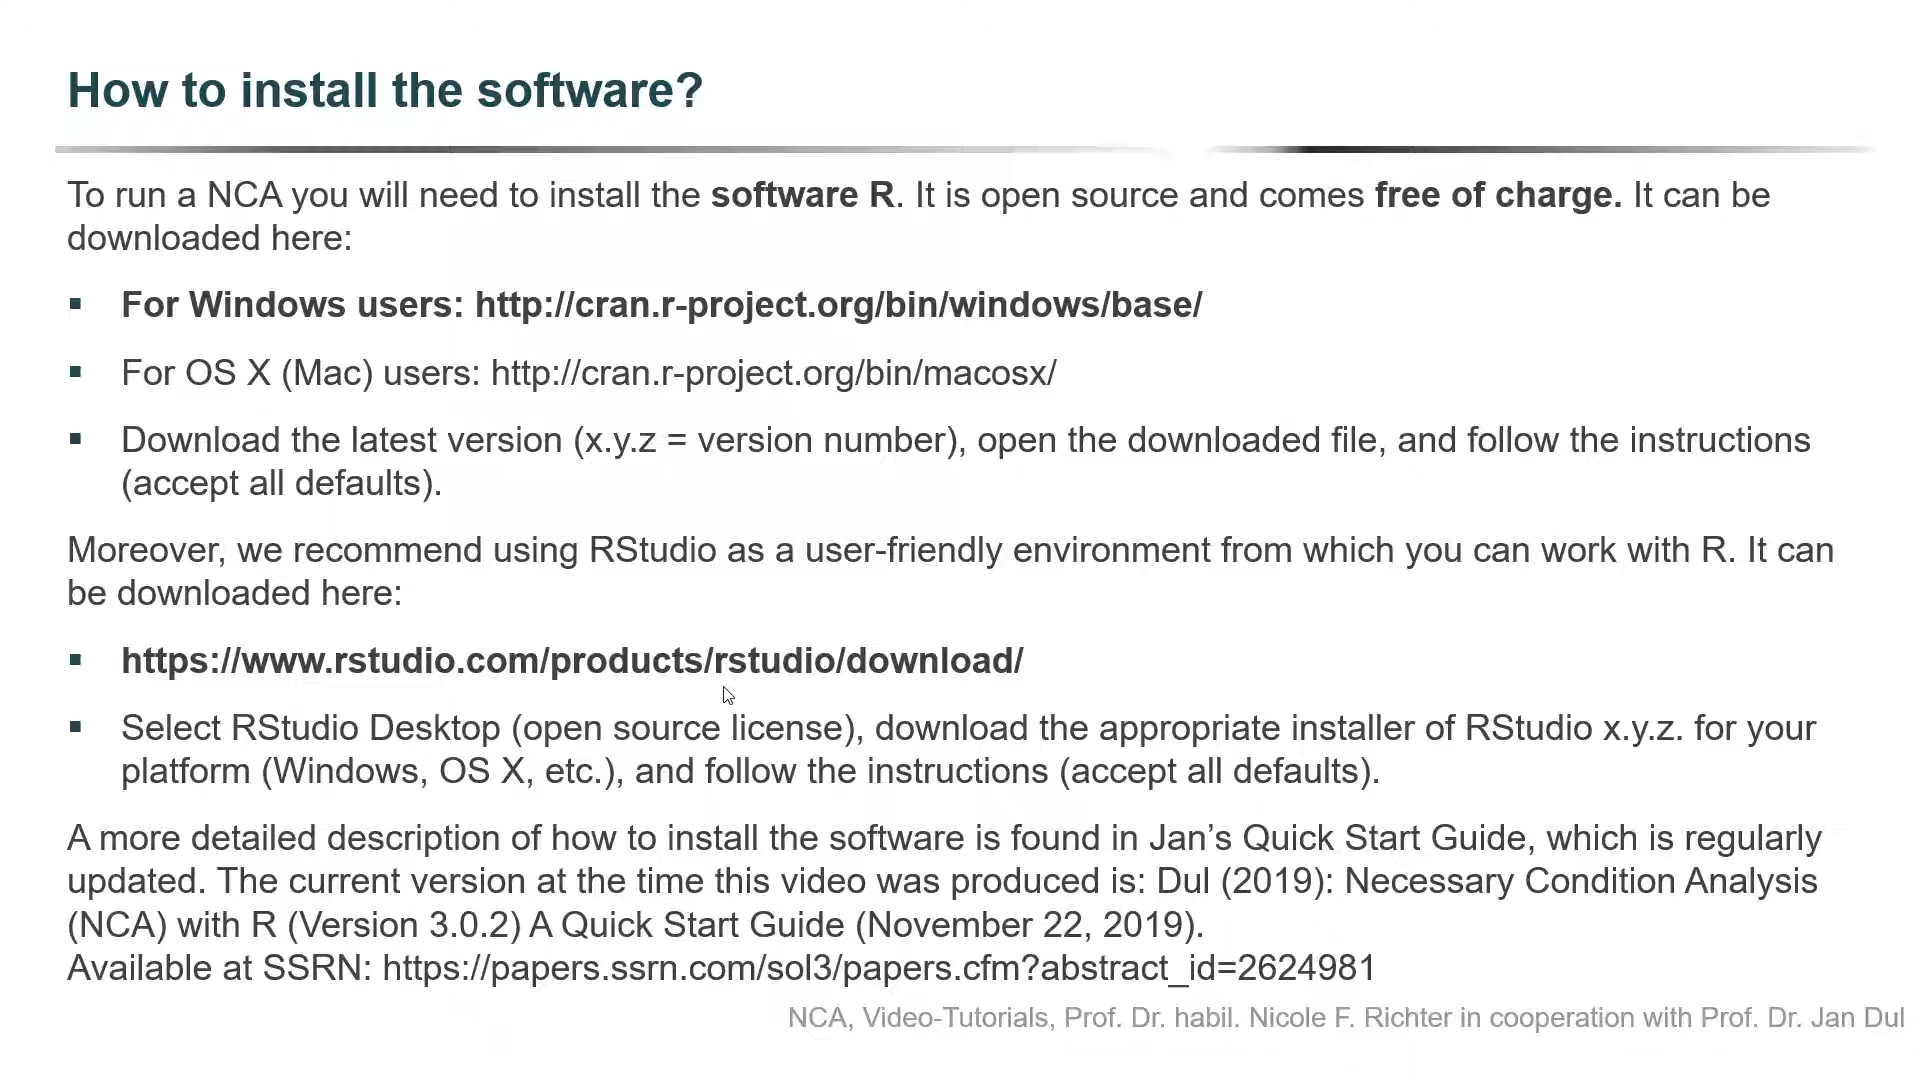 How to install the software?
To run a NCA you will need to install the software R. It is open source and comes free of charge. It can be
downloaded here:
▪ For Windows users: http://cran.r-project.org/bin/windows/base/
▪ For OS X (Mac) users: http://cran.r-project.org/bin/macosx/
▪ Download the latest version (x.y.z = version number), open the downloaded file, and follow the instructions
(accept all defaults).
Moreover, we recommend using RStudio as a user-friendly environment from which you can work with R. It can
be downloaded here:
▪ https://www.rstudio.com/products/rstudio/download/
▪ Select RStudio Desktop (open source license), download the appropriate installer of RStudio x.y.z. for your
platform (Windows, OS X, etc.), and follow the instructions (accept all defaults).
A more detailed description of how to install the software is found in Jan’s Quick Start Guide, which is regularly
updated. The current version at the time this video was produced is: Dul (2019): Necessary Condition Analysis
(NCA) with R (Version 3.0.2) A Quick Start Guide (November 22, 2019).
Available at SSRN: https://papers.ssrn.com/sol3/papers.cfm?abstract_id=2624981
NCA, Video-Tutorials, Prof. Dr. habil. Nicole F. Richter in cooperation with Prof. Dr. Jan Dul